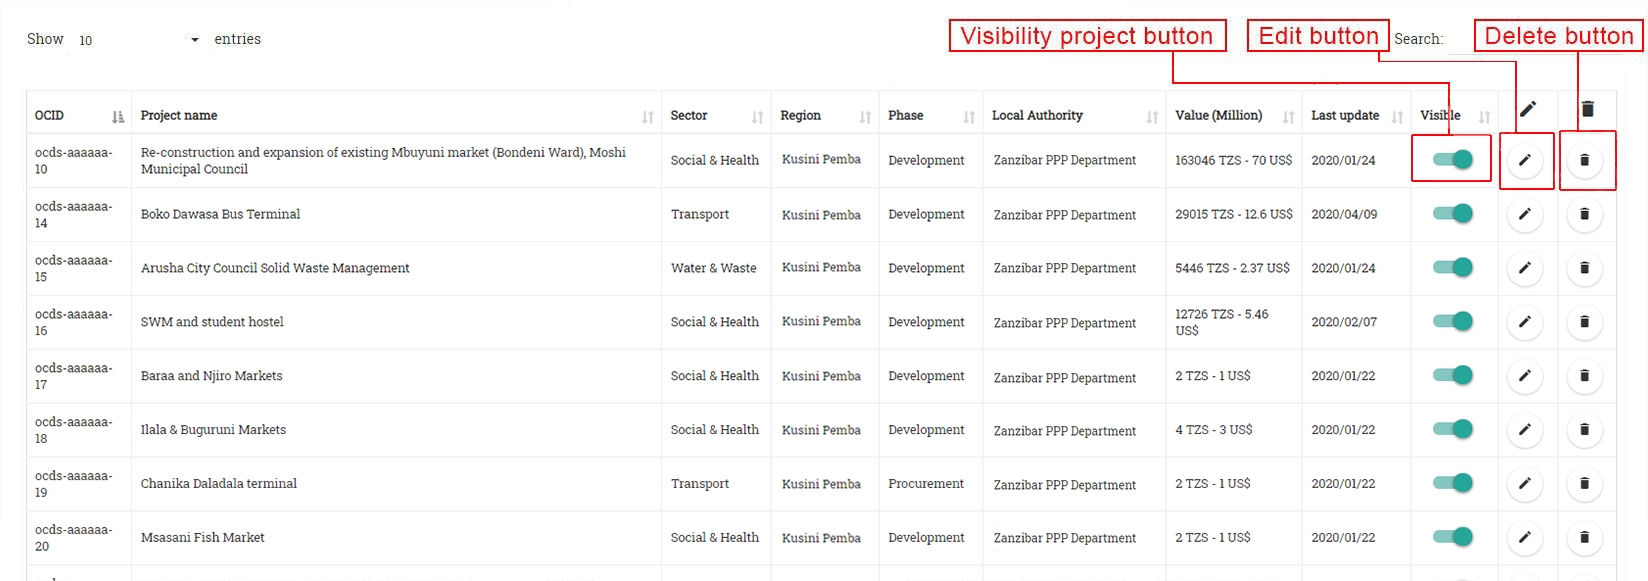 Visibility project button
Edit button
Delete button
Show 10 entries
Search:
OCID Project name Sector Region Phase Local Authority Value (Million) Last update Visible
ocds-aaaaaa-
10
Re-construction and expansion of existing Mbuyuni market (Bondeni Ward), Moshi
Municipal Council
Social & Health Kusini Pemba Development Zanzibar PPP Department 163046 TZS - 70 US$ 2020/01/24
ocds-aaaaaa-
14
Boko Dawasa Bus Terminal Transport Kusini Pemba Development Zanzibar PPP Department 29015 TZS - 12.6 US$ 2020/04/09
ocds-aaaaaa-
15
Arusha City Council Solid Waste Management Water & Waste Kusini Pemba Development Zanzibar PPP Department 5446 TZS - 2.37 US$ 2020/01/24
ocds-aaaaaa-
16
SWM and student hostel Social & Health Kusini Pemba Development Zanzibar PPP Department
12726 TZS - 5.46
US$
2020/02/07
ocds-aaaaaa-
17
Baraa and Njiro Markets Social & Health Kusini Pemba Development Zanzibar PPP Department 2 TZS - 1 US$ 2020/01/22
ocds-aaaaaa-
18
Ilala & Buguruni Markets Social & Health Kusini Pemba Development Zanzibar PPP Department 4 TZS - 3 US$ 2020/01/22
ocds-aaaaaa-
19
Chanika Daladala terminal Transport Kusini Pemba Procurement Zanzibar PPP Department 2 TZS - 1 US$ 2020/01/22
ocds-aaaaaa-
20
Msasani Fish Market Social & Health Kusini Pemba Development Zanzibar PPP Department 2 TZS - 1 US$ 2020/01/22